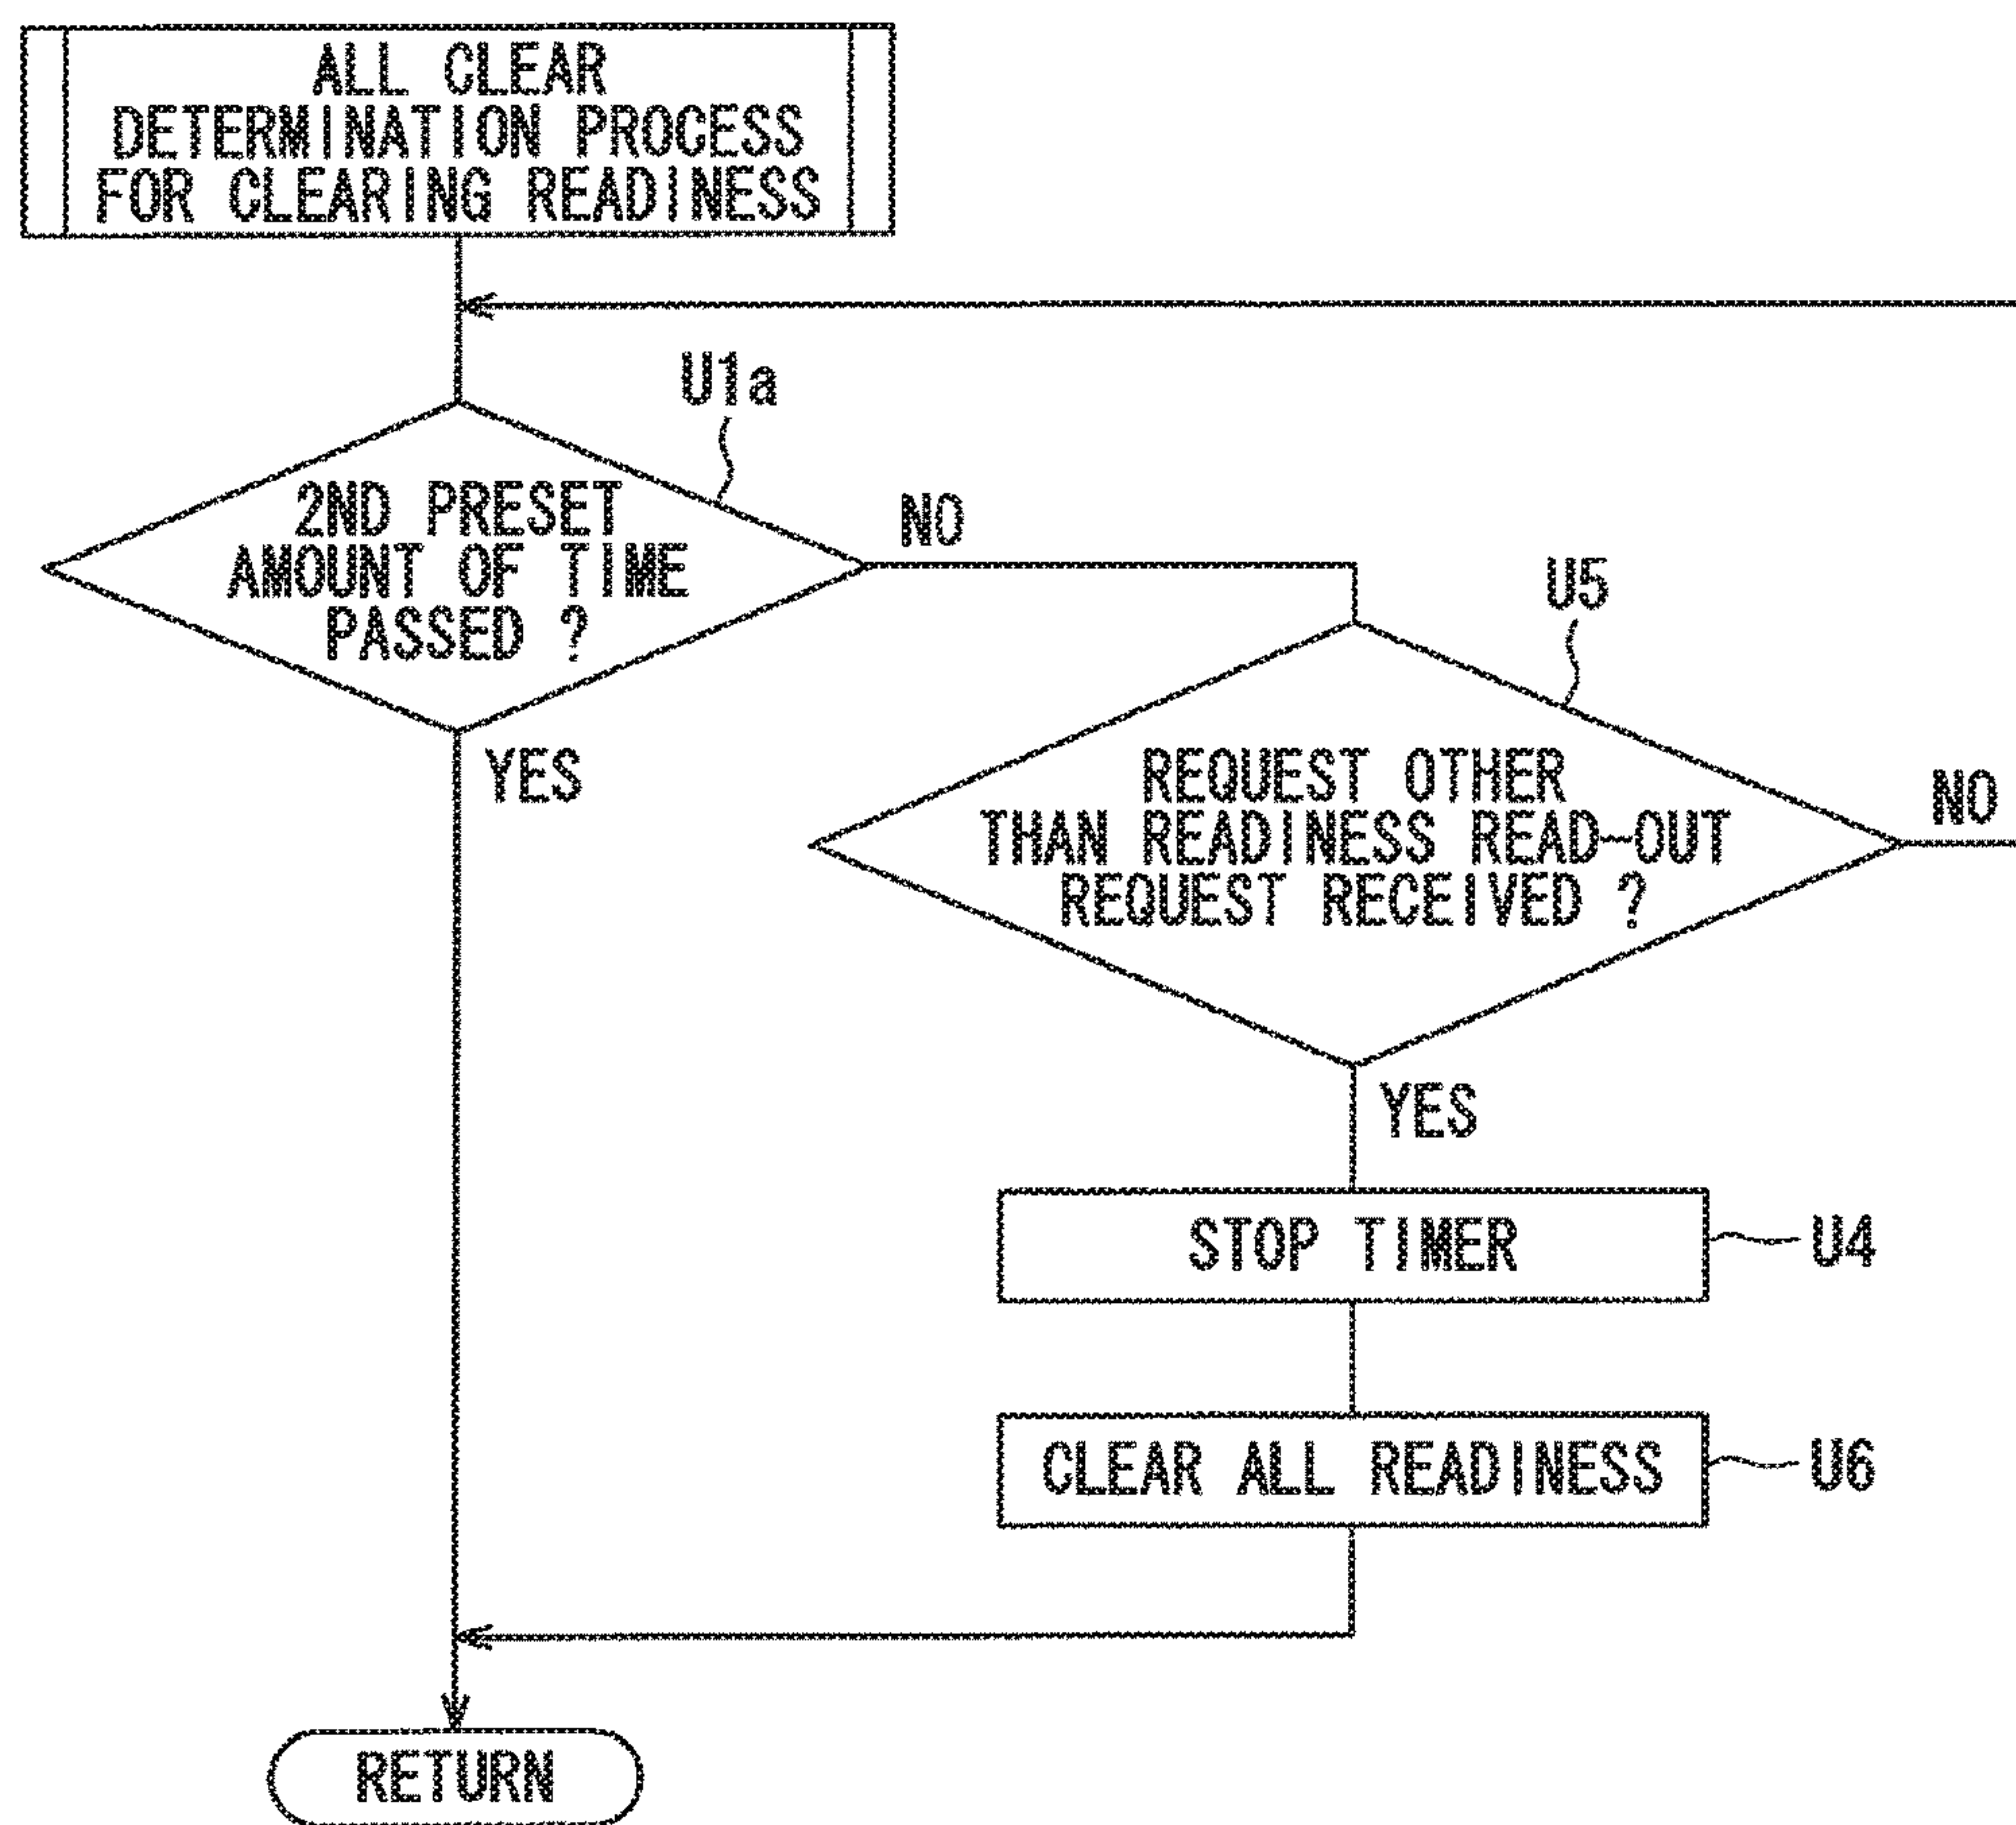 ALL CLEAR
DETERMINATION PROCESS
FOR CLEARING READINESS
U1a
2ND PRESET
AMOUNT OF TIME
PASSED ?
NO
YES
U5
REQUEST OTHER
THAN READINESS READ-OUT
REQUEST RECEIVED ?
NO
YES
STOP TIMER
U4
CLEAR ALL READINESS
U6
RETURN